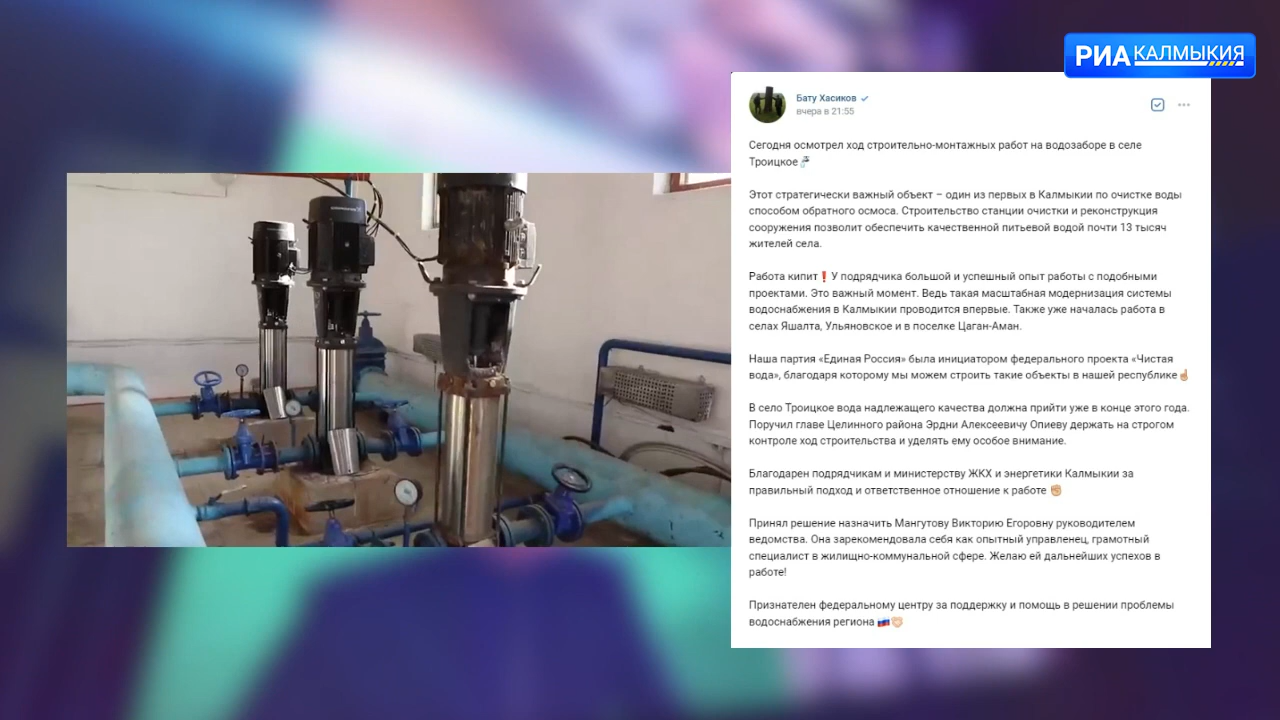 РИА КАЛМЫКИЯ
Бату Хасиков
вчера в 21:55
Сегодня осмотрел ход строительно-монтажных работ на водозаборе в селе
Троицкое🚰
Этот стратегически важный объект – один из первых в Калмыкии по очистке воды
способом обратного осмоса. Строительство станции очистки и реконструкция
сооружения позволит обеспечить качественной питьевой водой почти 13 тысяч
жителей села.
Работа кипит❗ У подрядчика большой и успешный опыт работы с подобными
проектами. Это важный момент. Ведь такая масштабная модернизация системы
водоснабжения в Калмыкии проводится впервые. Также уже началась работа в
селах Яшалта, Ульяновское и в поселке Цаган-Аман.
Наша партия «Единая Россия» была инициатором федерального проекта «Чистая
вода», благодаря которому мы можем строить такие объекты в нашей республике☝🏼
В село Троицкое вода надлежащего качества должна прийти уже в конце этого года.
Поручил главе Целинного района Эрдни Алексеевичу Опиеву держать на строгом
контроле ход строительства и уделять ему особое внимание.
Благодарен подрядчикам и министерству ЖКХ и энергетики Калмыкии за
правильный подход и ответственное отношение к работе ✊🏼
Принял решение назначить Мангутову Викторию Егоровну руководителем
ведомства. Она зарекомендовала себя как опытный управленец, грамотный
специалист в жилищно-коммунальной сфере. Желаю ей дальнейших успехов в
работе!
Признателен федеральному центру за поддержку и помощь в решении проблемы
водоснабжения региона 🇷🇺🤝🏻